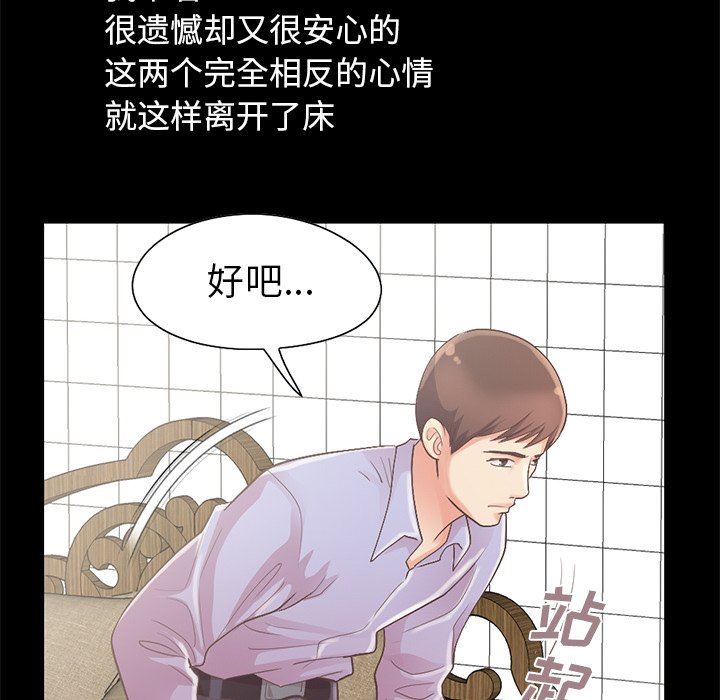 很遗憾却又很安心的
这两个完全相反的心情
就这样离开了床
好吧...
站
起